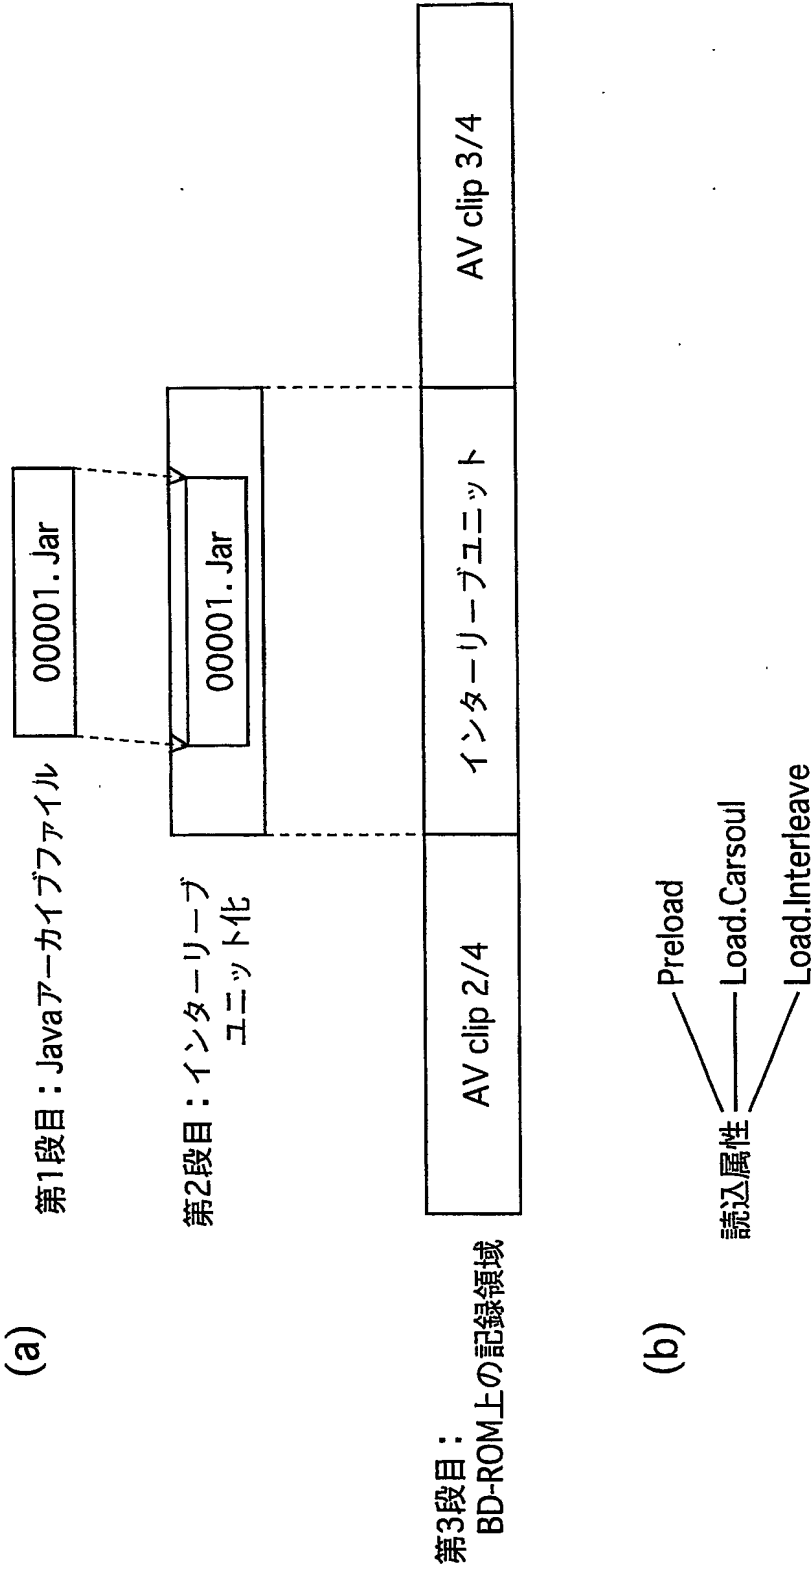 (a)
第1段目：Javaアーカイブファイル
00001. Jar
第2段目：インターリーブ
ユニット化
00001. Jar
第3段目：
BD-ROM上の記録領域
AV clip 2/4
インターリーブユニット
AV clip 3/4
(b)
読込属性
Preload
Load.Carsoul
Load.Interleave